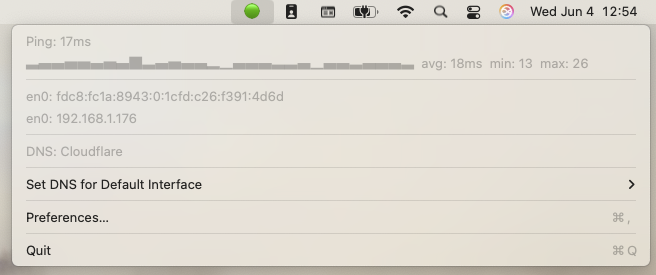 Wed Jun 4 12:54
Ping: 17ms
avg: 18ms min: 13 max: 26
en0: fdc8:fc1a:8943:0:1cfd:c26:f391:4d6d
en0: 192.168.1.176
DNS: Cloudflare
Set DNS for Default Interface
Preferences... ⌘ ,
Quit ⌘ Q